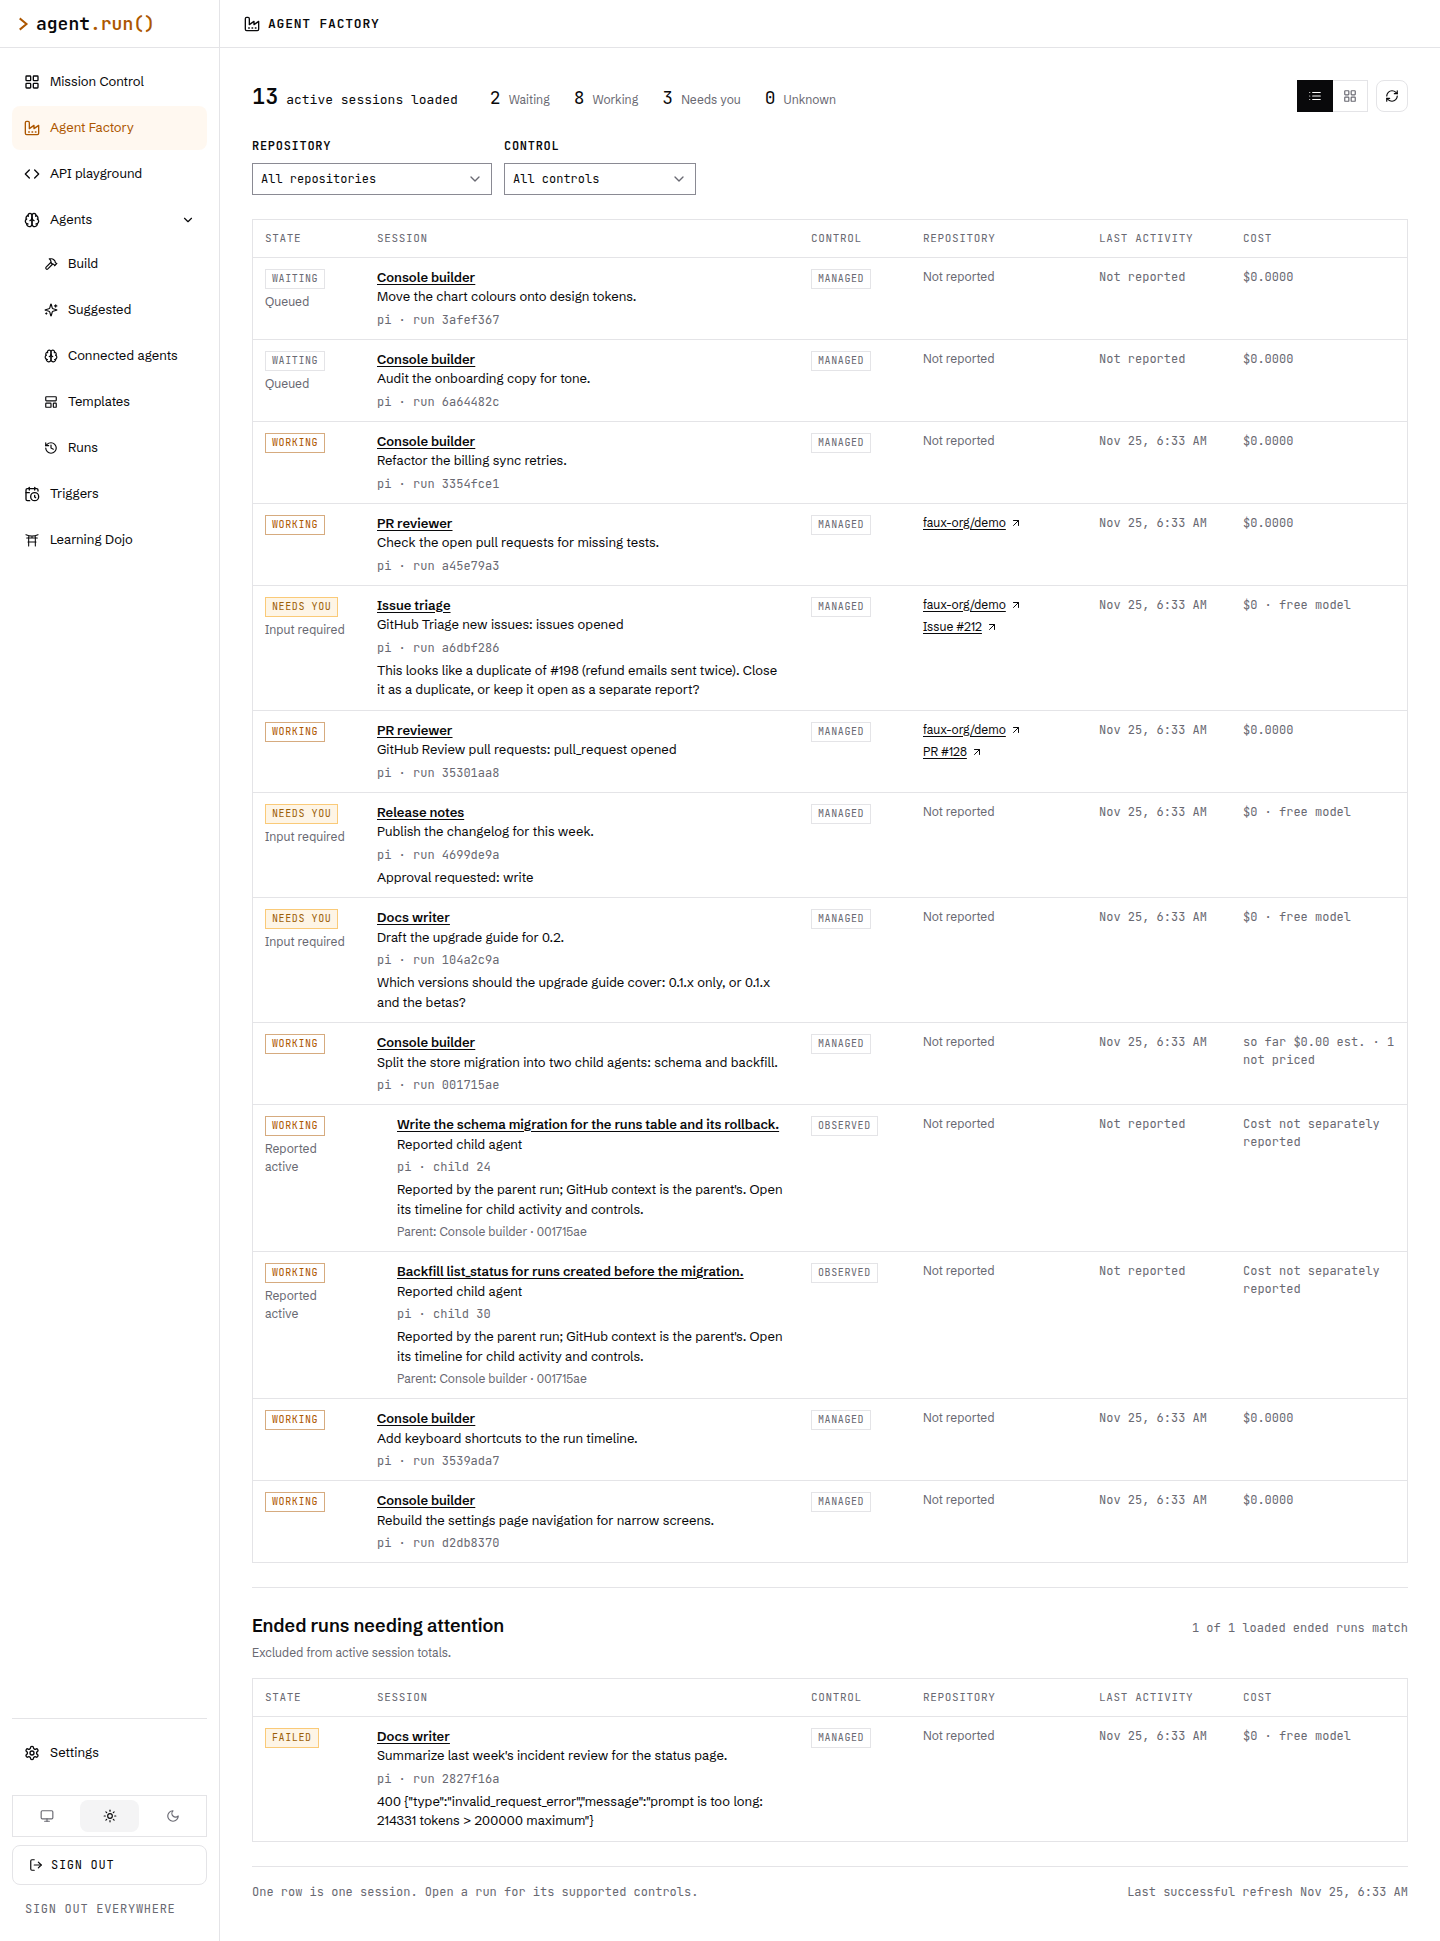 agent.run()
AGENT FACTORY
Mission Control
Agent Factory
API playground
Agents
Build
Suggested
Connected agents
Templates
Runs
Triggers
Learning Dojo
Settings
SIGN OUT
SIGN OUT EVERYWHERE
13 active sessions loaded 2 Waiting 8 Working 3 Needs you 0 Unknown
REPOSITORY CONTROL
All repositories All controls
STATE SESSION CONTROL REPOSITORY LAST ACTIVITY COST
WAITING Console builder MANAGED Not reported Not reported $0.0000
Queued Move the chart colours onto design tokens.
pi · run 3afef367
WAITING Console builder MANAGED Not reported Not reported $0.0000
Queued Audit the onboarding copy for tone.
pi · run 6a64482c
WORKING Console builder MANAGED Not reported Nov 25, 6:33 AM $0.0000
Refactor the billing sync retries.
pi · run 3354fce1
WORKING PR reviewer MANAGED faux-org/demo Nov 25, 6:33 AM $0.0000
Check the open pull requests for missing tests.
pi · run a45e79a3
NEEDS YOU Issue triage MANAGED faux-org/demo Nov 25, 6:33 AM $0 · free model
Input required GitHub Triage new issues: issues opened Issue #212
pi · run a6dbf286
This looks like a duplicate of #198 (refund emails sent twice). Close
it as a duplicate, or keep it open as a separate report?
WORKING PR reviewer MANAGED faux-org/demo Nov 25, 6:33 AM $0.0000
GitHub Review pull requests: pull_request opened PR #128
pi · run 35301aa8
NEEDS YOU Release notes MANAGED Not reported Nov 25, 6:33 AM $0 · free model
Input required Publish the changelog for this week.
pi · run 4699de9a
Approval requested: write
NEEDS YOU Docs writer MANAGED Not reported Nov 25, 6:33 AM $0 · free model
Input required Draft the upgrade guide for 0.2.
pi · run 104a2c9a
Which versions should the upgrade guide cover: 0.1.x only, or 0.1.x
and the betas?
WORKING Console builder MANAGED Not reported Nov 25, 6:33 AM so far $0.00 est. · 1
Split the store migration into two child agents: schema and backfill. not priced
pi · run 001715ae
WORKING Write the schema migration for the runs table and its rollback. OBSERVED Not reported Not reported Cost not separately
Reported Reported child agent reported
active pi · child 24
Reported by the parent run; GitHub context is the parent's. Open
its timeline for child activity and controls.
Parent: Console builder · 001715ae
WORKING Backfill list_status for runs created before the migration. OBSERVED Not reported Not reported Cost not separately
Reported Reported child agent reported
active pi · child 30
Reported by the parent run; GitHub context is the parent's. Open
its timeline for child activity and controls.
Parent: Console builder · 001715ae
WORKING Console builder MANAGED Not reported Nov 25, 6:33 AM $0.0000
Add keyboard shortcuts to the run timeline.
pi · run 3539ada7
WORKING Console builder MANAGED Not reported Nov 25, 6:33 AM $0.0000
Rebuild the settings page navigation for narrow screens.
pi · run d2db8370
Ended runs needing attention 1 of 1 loaded ended runs match
Excluded from active session totals.
STATE SESSION CONTROL REPOSITORY LAST ACTIVITY COST
FAILED Docs writer MANAGED Not reported Nov 25, 6:33 AM $0 · free model
Summarize last week's incident review for the status page.
pi · run 2827f16a
400 {"type":"invalid_request_error","message":"prompt is too long:
214331 tokens > 200000 maximum"}
One row is one session. Open a run for its supported controls. Last successful refresh Nov 25, 6:33 AM